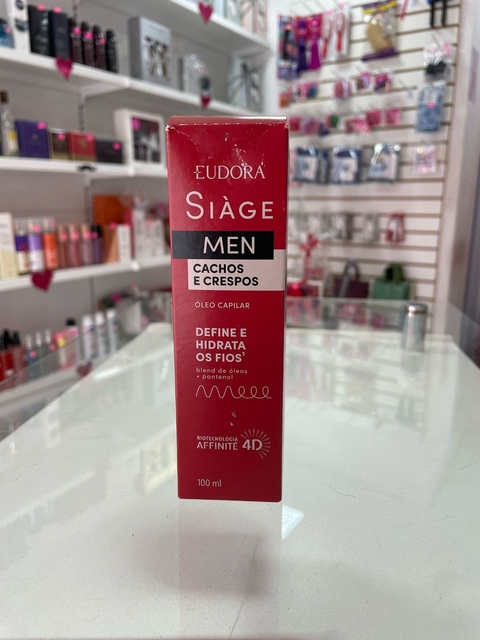 EUDORA
SIÀGE
MEN
CACHOS
E CRESPOS
ÓLEO CAPILAR
DEFINE E
HIDRATA
OS FIOS¹
blend de óleos
+ pantenol
BIOTECNOLOGIA
AFFINITÉ 4D
100 ml